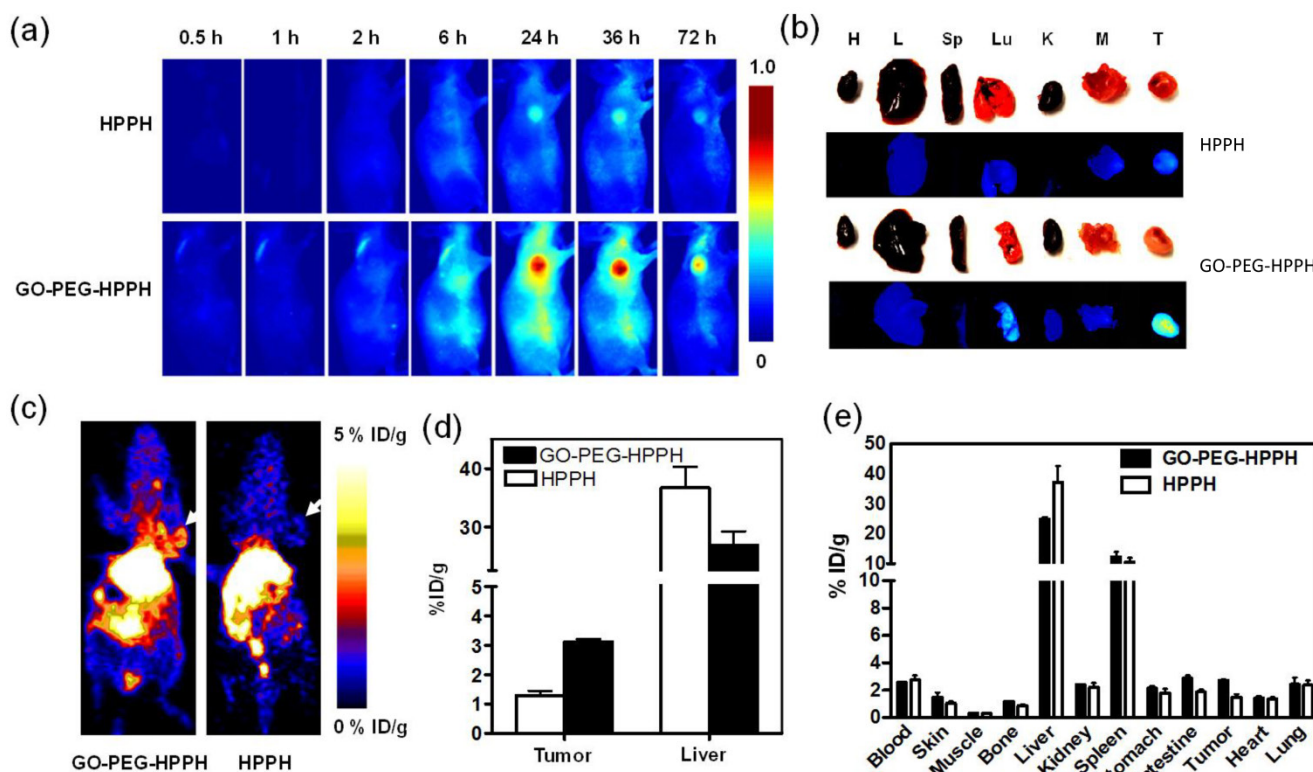 (a)
0.5 h 1 h 2 h 6 h 24 h 36 h 72 h
HPPH
GO-PEG-HPPH
1.0
0
(b)
H L Sp Lu K M T
HPPH
GO-PEG-HPPH
(c)
5 % ID/g
0 % ID/g
GO-PEG-HPPH HPPH
(d)
GO-PEG-HPPH
HPPH
%ID/g
40
30
5
4
3
2
1
0
Tumor Liver
(e)
GO-PEG-HPPH
HPPH
% ID/g
50
40
30
20
10
10
8
6
4
2
0
Blood Skin Muscle Bone Liver Kidney Spleen tomach testine Tumor Heart Lung